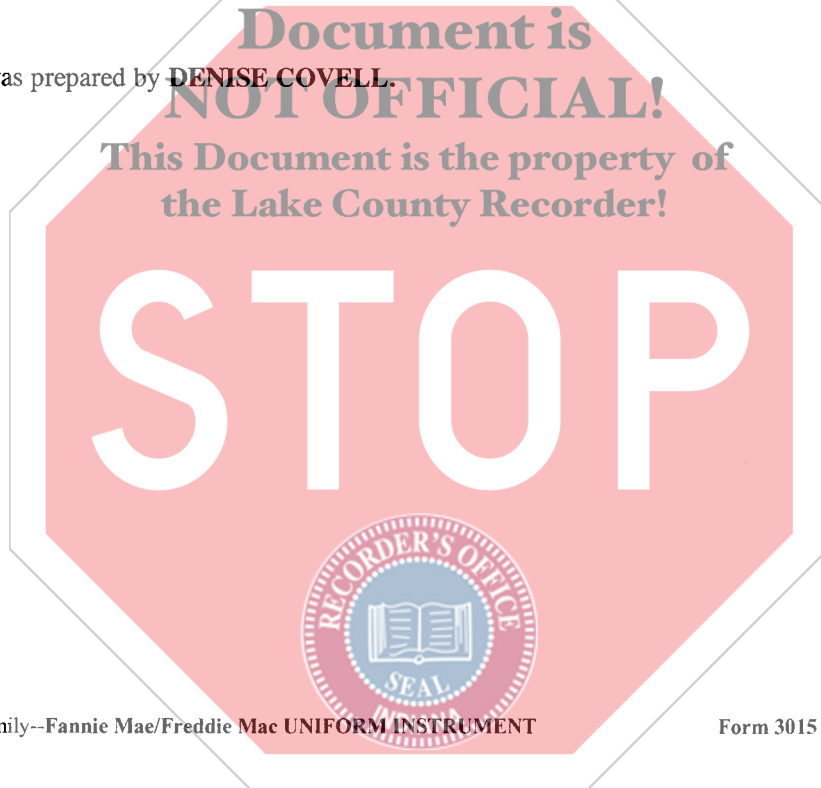 Document is
as prepared by DENISE COVELL.
NOT OFFICIAL!
This Document is the property of
the Lake County Recorder!
STOP
RECORDER'S OFFICE
SEAL
INDIANA
nily--Fannie Mae/Freddie Mac UNIFORM INSTRUMENT
Form 3015